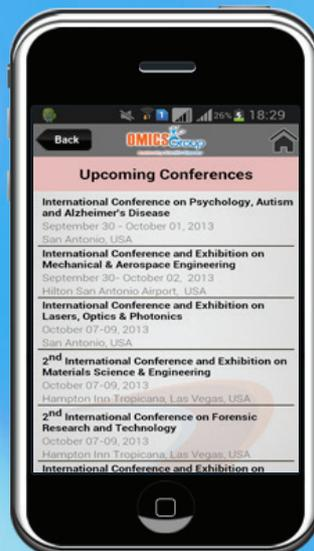 26% 18:29
Back
OMICS Group
Upcoming Conferences
International Conference on Psychology, Autism
and Alzheimer's Disease
September 30 - October 01, 2013
San Antonio, USA
International Conference and Exhibition on
Mechanical & Aerospace Engineering
September 30- October 02, 2013
Hilton San Antonio Airport, USA
International Conference and Exhibition on
Lasers, Optics & Photonics
October 07-09, 2013
San Antonio, USA
2nd International Conference and Exhibition on
Materials Science & Engineering
October 07-09, 2013
Hampton Inn Tropicana, Las Vegas, USA
2nd International Conference on Forensic
Research and Technology
October 07-09, 2013
Hampton Inn Tropicana, Las Vegas, USA
International Conference and Exhibition on